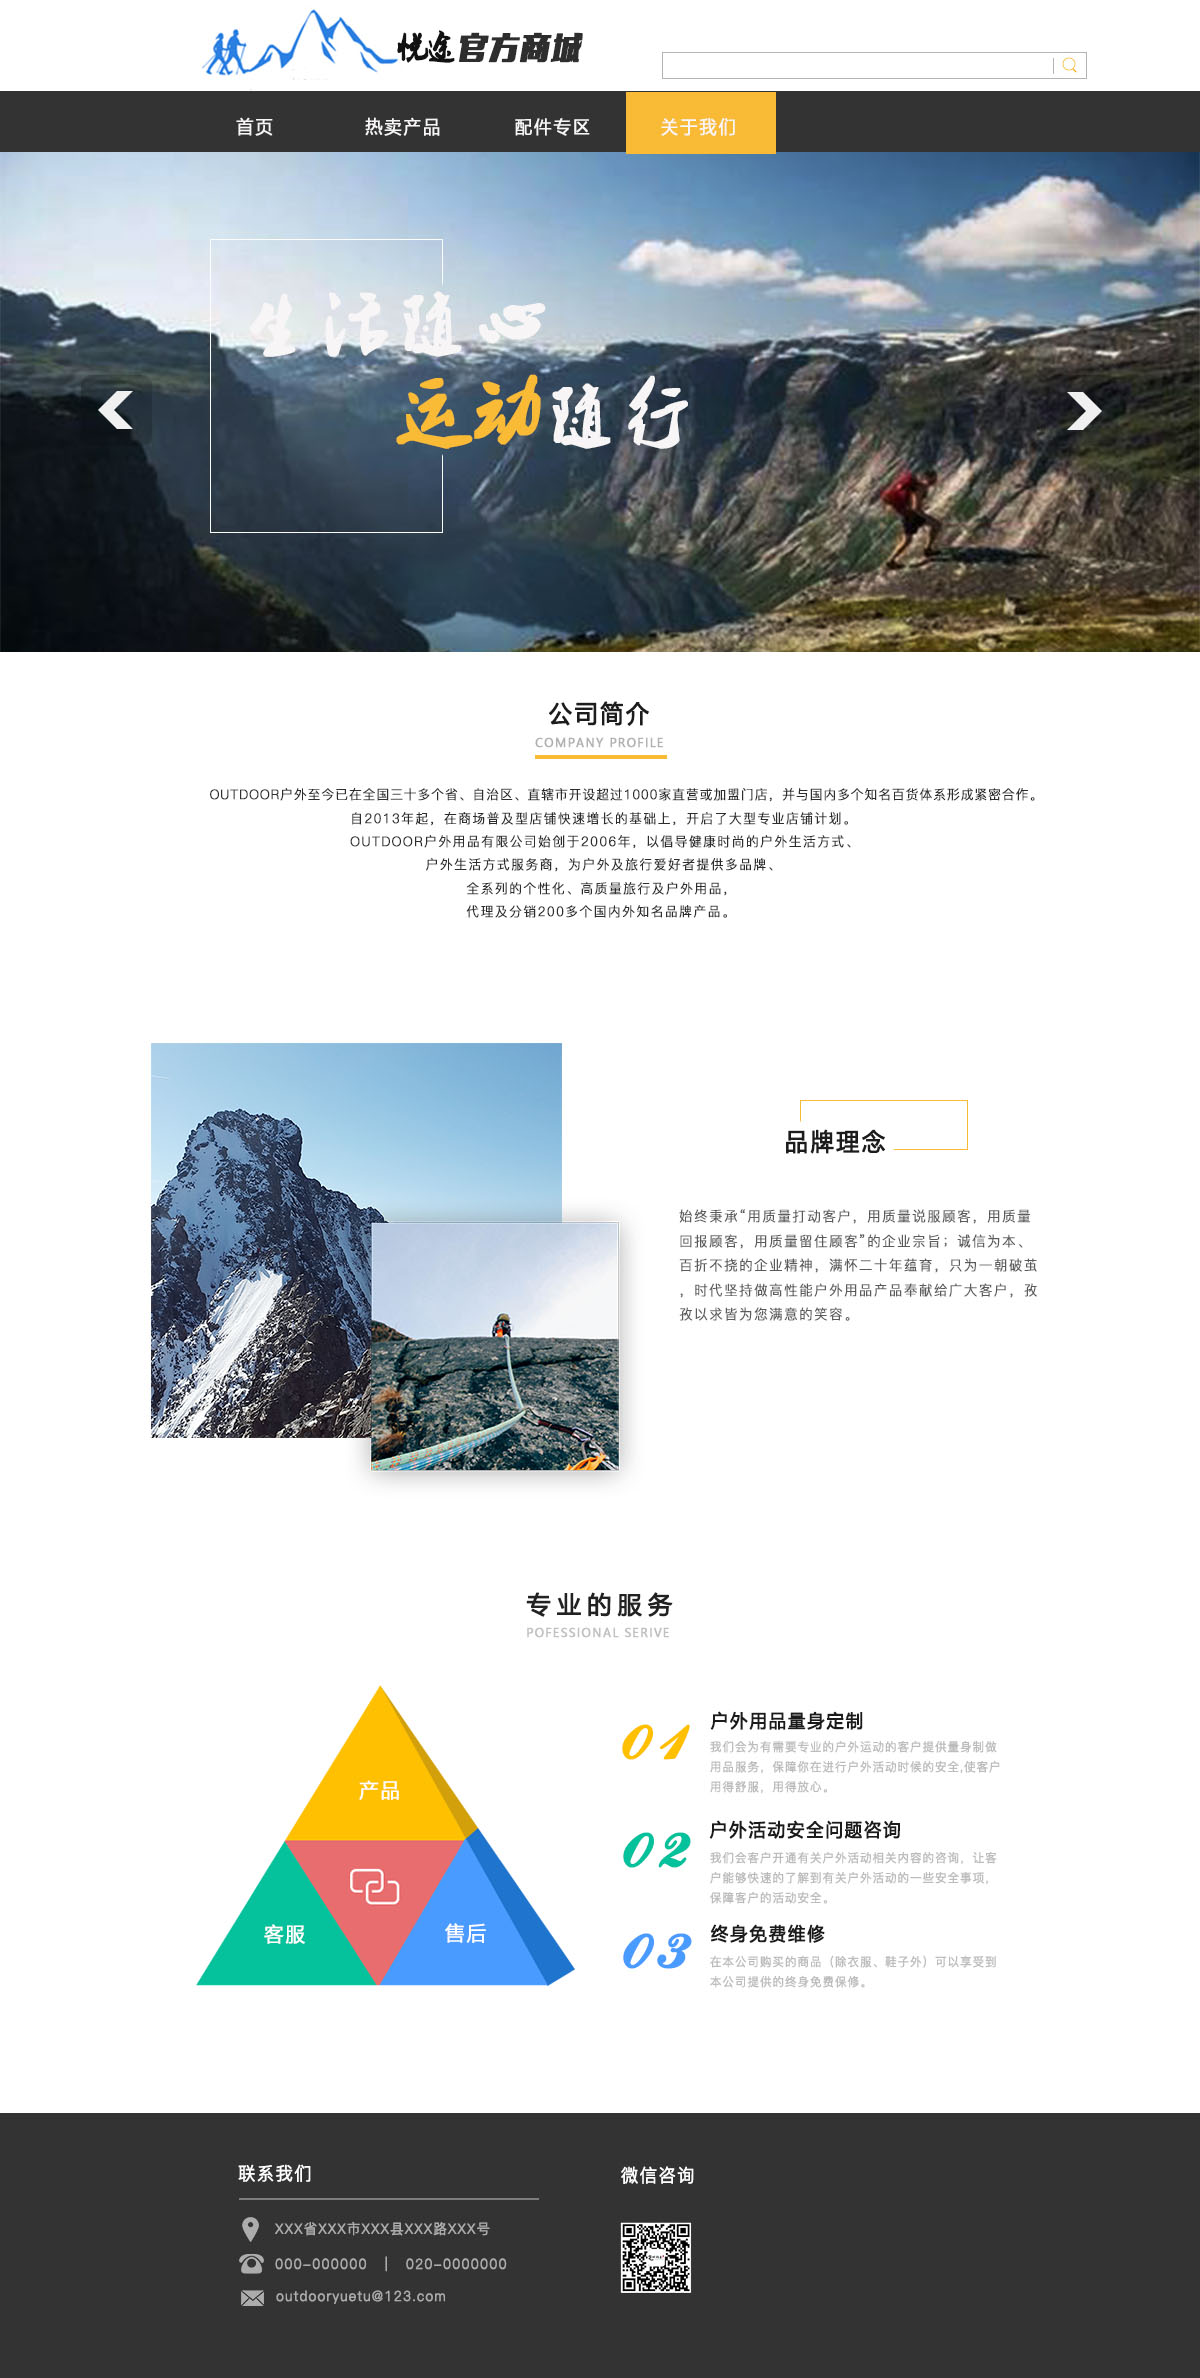 悦途官方商城
首页 热卖产品 配件专区 关于我们
生活随心
运动随行
公司简介
COMPANY PROFILE
OUTDOOR户外至今已在全国三十多个省、自治区、直辖市开设超过1000家直营或加盟门店，并与国内多个知名百货体系形成紧密合作。
自2013年起，在商场普及型店铺快速增长的基础上，开启了大型专业店铺计划。
OUTDOOR户外用品有限公司始创于2006年，以倡导健康时尚的户外生活方式、
户外生活方式服务商，为户外及旅行爱好者提供多品牌、
全系列的个性化、高质量旅行及户外用品，
代理及分销200多个国内外知名品牌产品。
品牌理念
始终秉承“用质量打动客户，用质量说服顾客，用质量
回报顾客，用质量留住顾客”的企业宗旨；诚信为本、
百折不挠的企业精神，满怀二十年蕴育，只为一朝破茧
，时代坚持做高性能户外用品产品奉献给广大客户，孜
孜以求皆为您满意的笑容。
专业的服务
POFESSIONAL SERIVE
产品
客服
售后
01
户外用品量身定制
我们会为有需要专业的户外运动的客户提供量身制做
用品服务，保障你在进行户外活动时候的安全,使客户
用得舒服，用得放心。
02
户外活动安全问题咨询
我们会客户开通有关户外活动相关内容的咨询，让客
户能够快速的了解到有关户外活动的一些安全事项，
保障客户的活动安全。
03
终身免费维修
在本公司购买的商品（除衣服、鞋子外）可以享受到
本公司提供的终身免费保修。
联系我们
XXX省XXX市XXX县XXX路XXX号
000-000000 | 020-0000000
outdooryuetu@123.com
微信咨询